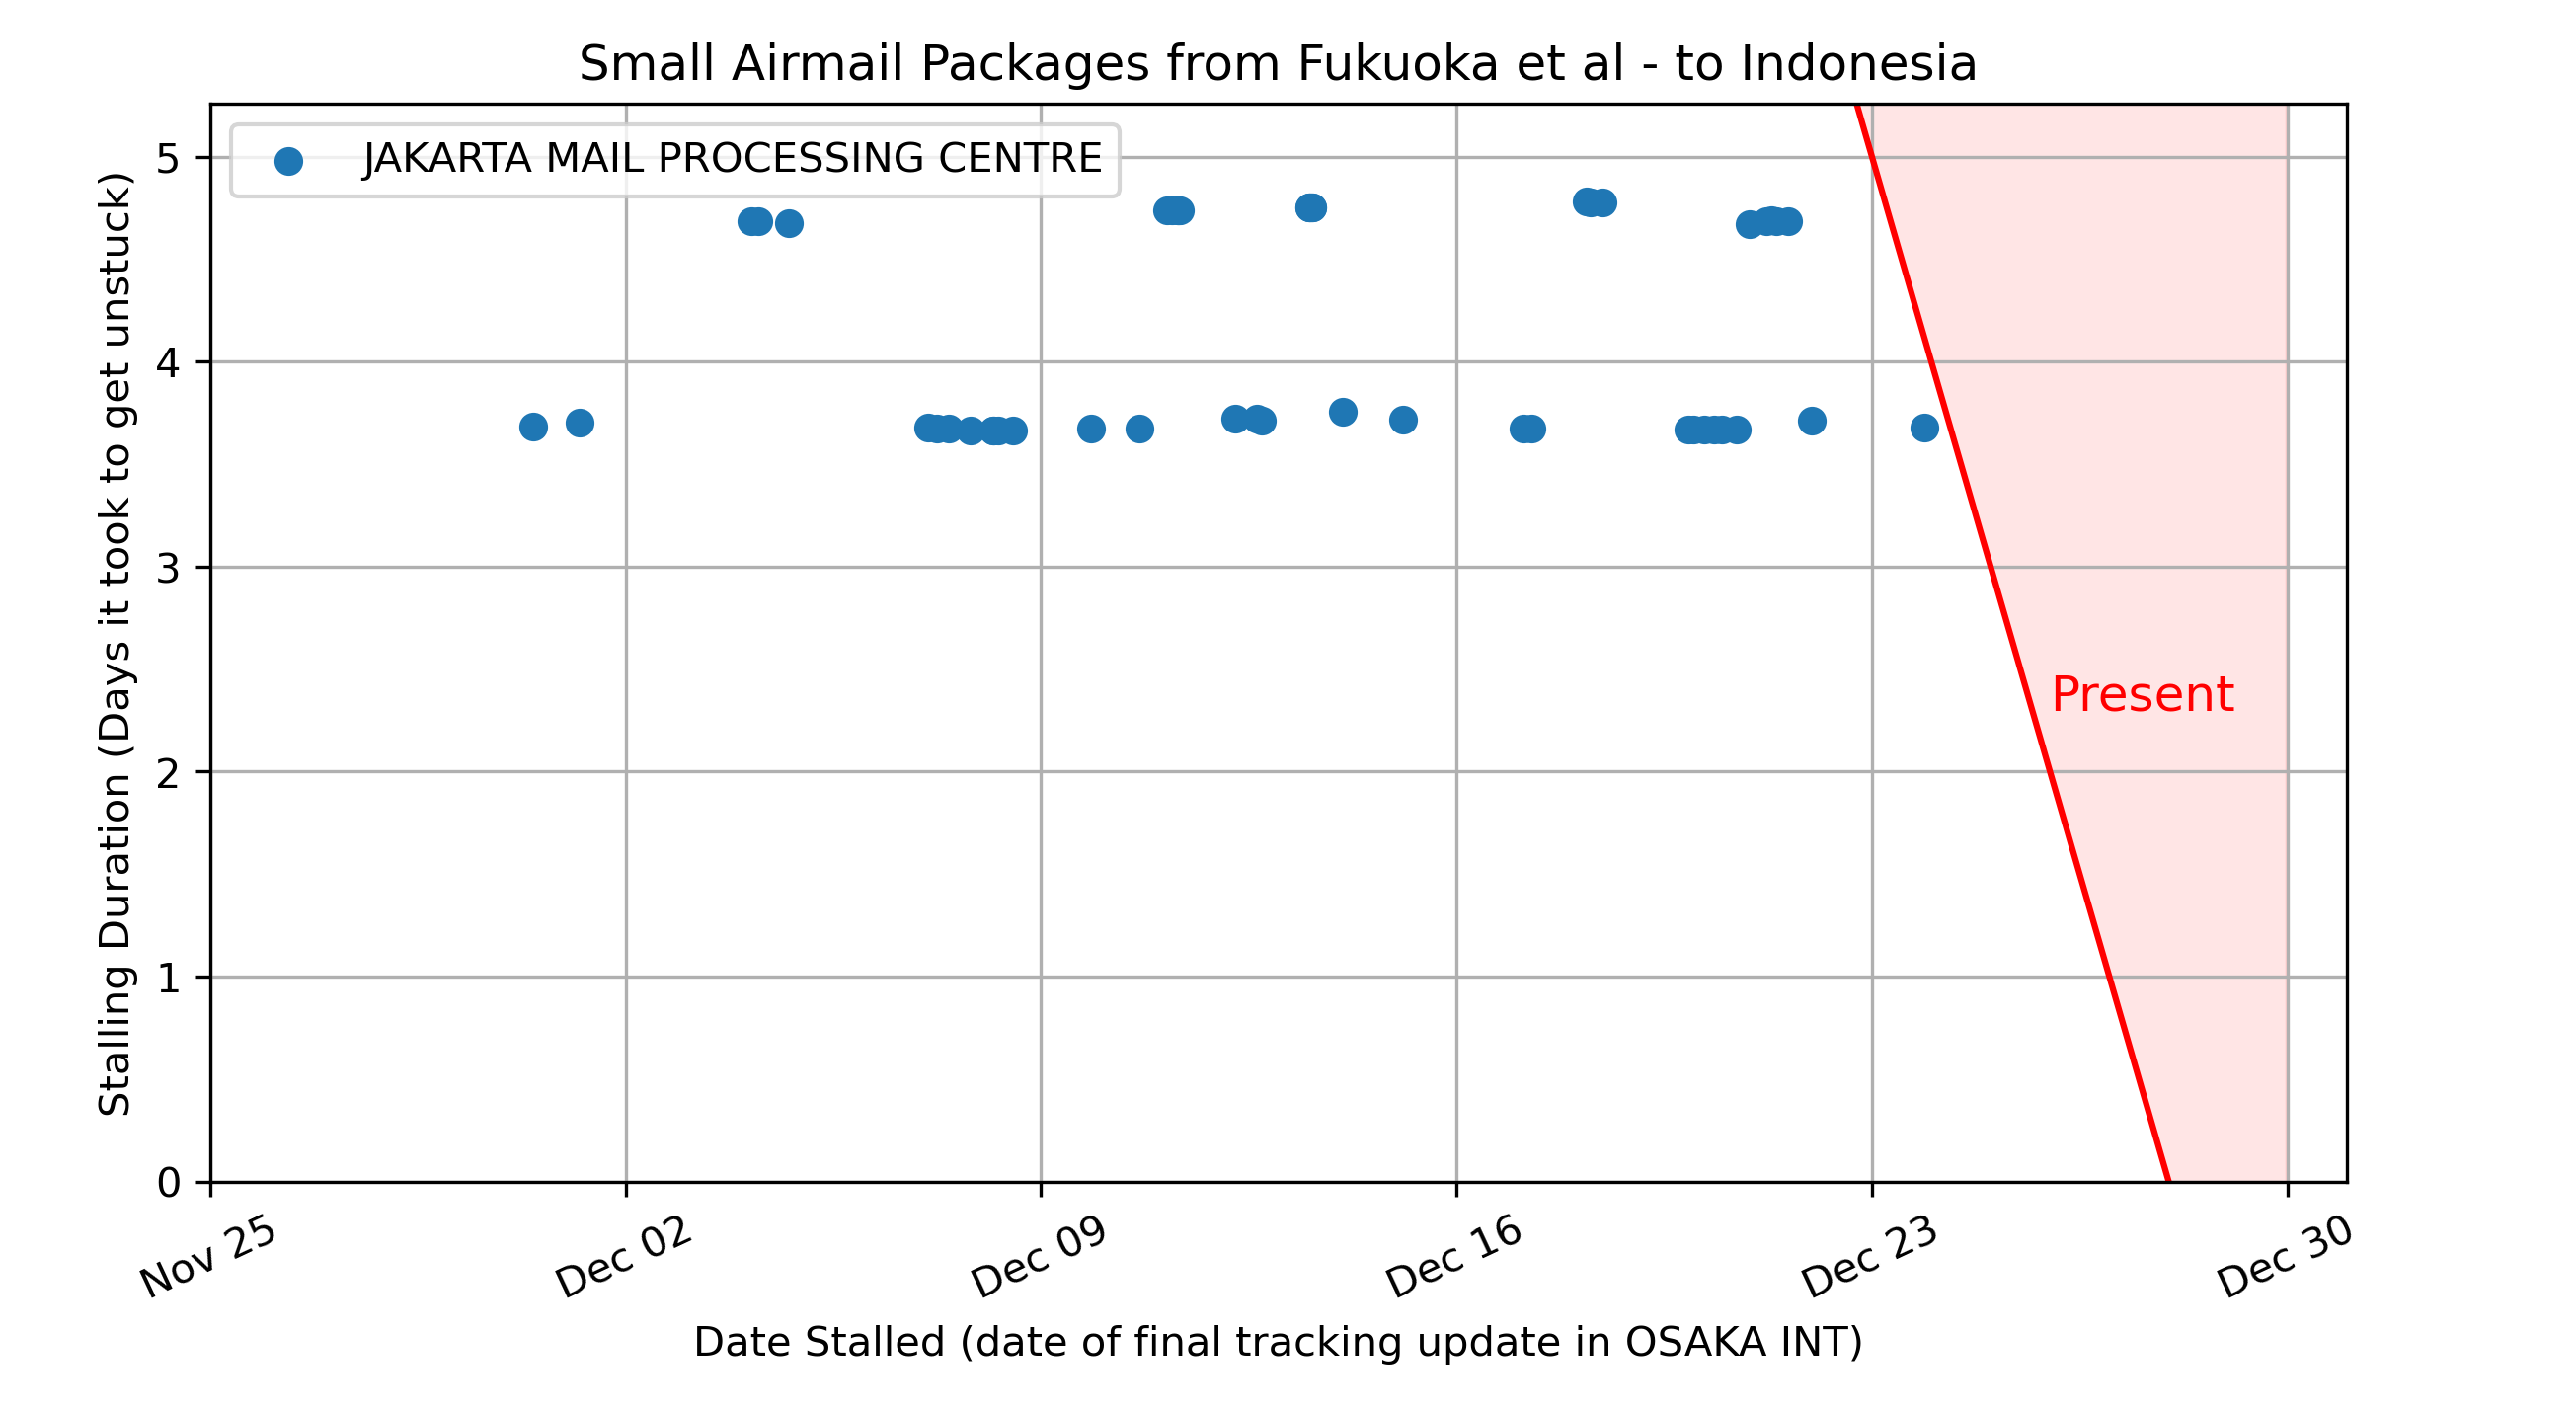 Small Airmail Packages from Fukuoka et al - to Indonesia
JAKARTA MAIL PROCESSING CENTRE
Stalling Duration (Days it took to get unstuck)
5
4
3
2
1
0
Present
Nov 25
Dec 02
Dec 09
Dec 16
Dec 23
Dec 30
Date Stalled (date of final tracking update in OSAKA INT)